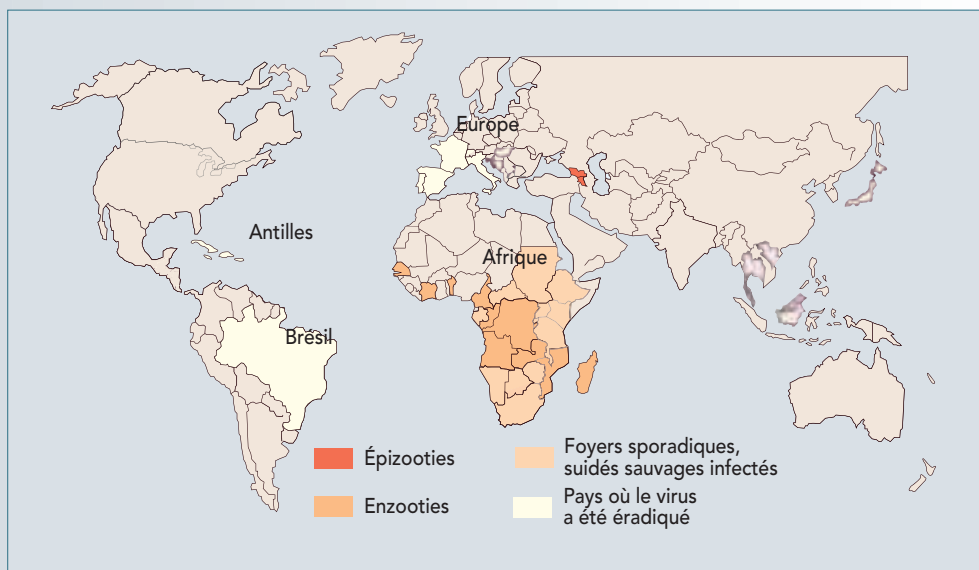 Europe
Antilles
Afrique
Brésil
Épizooties
Foyers sporadiques,
suidés sauvages infectés
Enzooties
Pays où le virus
a été éradiqué